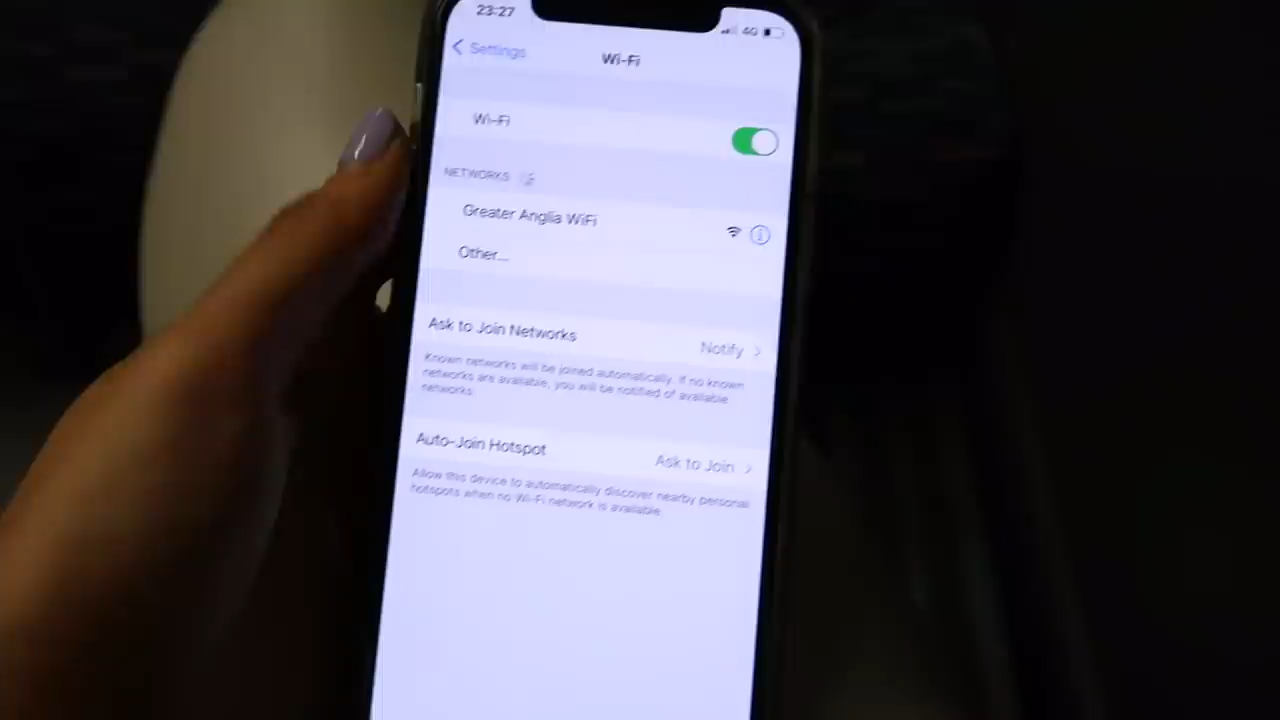 23:27
4G
Settings
Wi-Fi
Wi-Fi
NETWORKS
Greater Anglia WiFi
Other...
Ask to Join Networks
Notify
Known networks will be joined automatically. If no known
networks are available, you will be notified of available
networks.
Auto-Join Hotspot
Ask to Join
Allow this device to automatically discover nearby personal
hotspots when no Wi-Fi network is available.